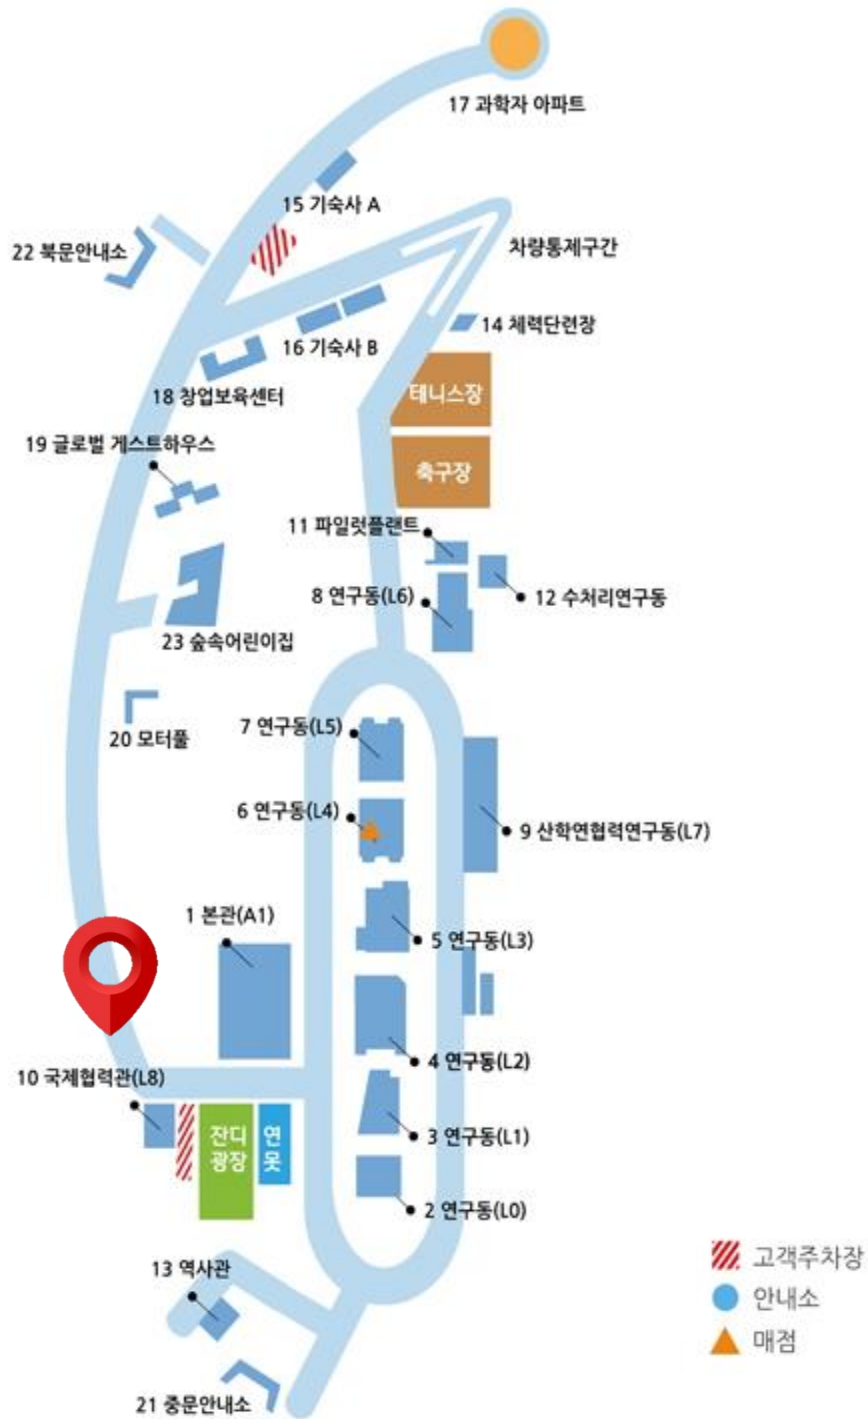 17 과학자 아파트
15 기숙사 A
22 북문안내소
차량통제구간
14 체력단련장
16 기숙사 B
18 창업보육센터
테니스장
19 글로벌 게스트하우스
축구장
11 파일럿플랜트
8 연구동(L6)
12 수처리연구동
23 숲속어린이집
7 연구동(L5)
20 모터풀
6 연구동(L4)
9 산학연협력연구동(L7)
1 본관(A1)
5 연구동(L3)
4 연구동(L2)
10 국제협력관(L8)
잔디
광장
연
못
3 연구동(L1)
2 연구동(L0)
13 역사관
21 중문안내소
고객주차장
안내소
매점